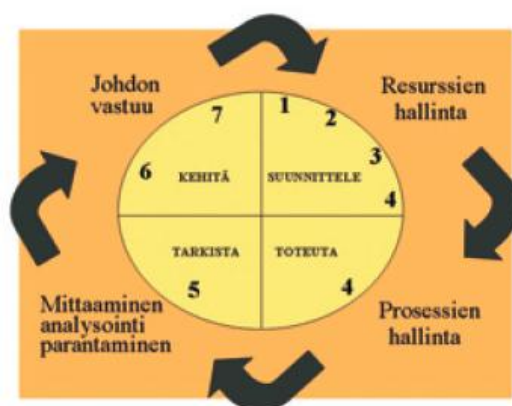 Johdon
vastuu
Resurssien
hallinta
7
1
2
6
3
4
KEHITÄ
SUUNNITTELE
TARKISTA
TOTEUTA
5
4
Mittaaminen
analysointi
parantaminen
Prosessien
hallinta